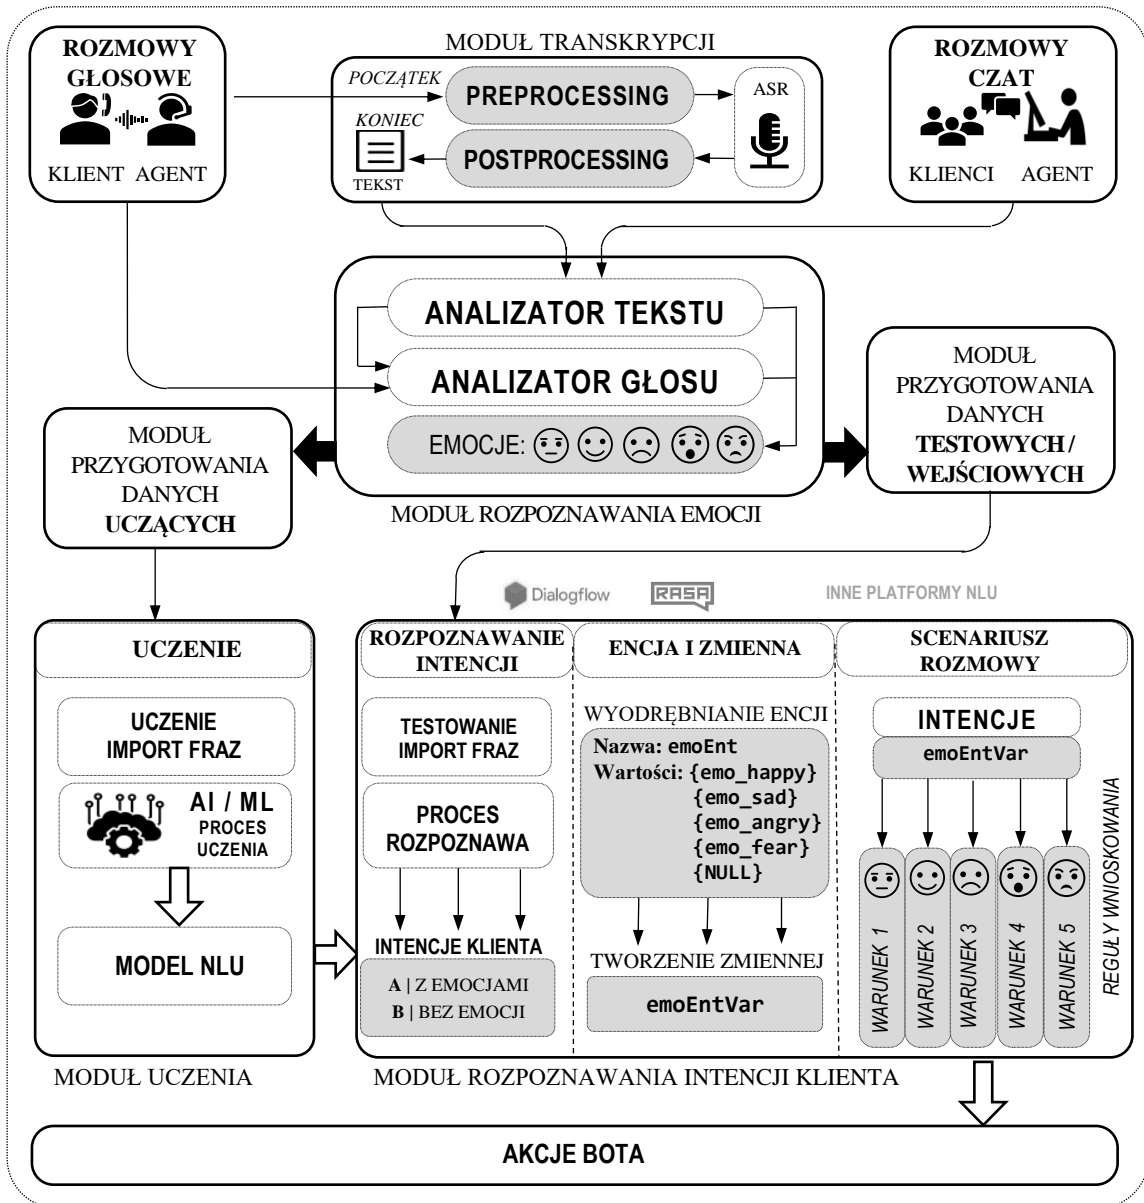 ROZMOWY
GŁOSOWE
KLIENT AGENT
MODUŁ TRANSKRYPCJI
POCZĄTEK
PREPROCESSING
ASR
KONIEC
POSTPROCESSING
TEKST
ROZMOWY
CZAT
KLIENCI AGENT
ANALIZATOR TEKSTU
ANALIZATOR GŁOSU
EMOCJE:
MODUŁ ROZPOZNAWANIA EMOCJI
MODUŁ
PRZYGOTOWANIA
DANYCH
UCZĄCYCH
MODUŁ
PRZYGOTOWANIA
DANYCH
TESTOWYCH /
WEJŚCIOWYCH
Dialogflow
RASA
INNE PLATFORMY NLU
UCZENIE
UCZENIE
IMPORT FRAZ
AI / ML
PROCES
UCZENIA
MODEL NLU
MODUŁ UCZENIA
ROZPOZNAWANIE
INTENCJI
TESTOWANIE
IMPORT FRAZ
PROCES
ROZPOZNAWA
INTENCJE KLIENTA
A | Z EMOCJAMI
B | BEZ EMOCJI
ENCJA I ZMIENNA
WYODRĘBNIANIE ENCJI
Nazwa: emoEnt
Wartości: {emo_happy}
{emo_sad}
{emo_angry}
{emo_fear}
{NULL}
TWORZENIE ZMIENNEJ
emoEntVar
SCENARIUSZ
ROZMOWY
INTENCJE
emoEntVar
WARUNEK 1
WARUNEK 2
WARUNEK 3
WARUNEK 4
WARUNEK 5
REGUŁY WNIOSKOWANIA
MODUŁ ROZPOZNAWANIA INTENCJI KLIENTA
AKCJE BOTA